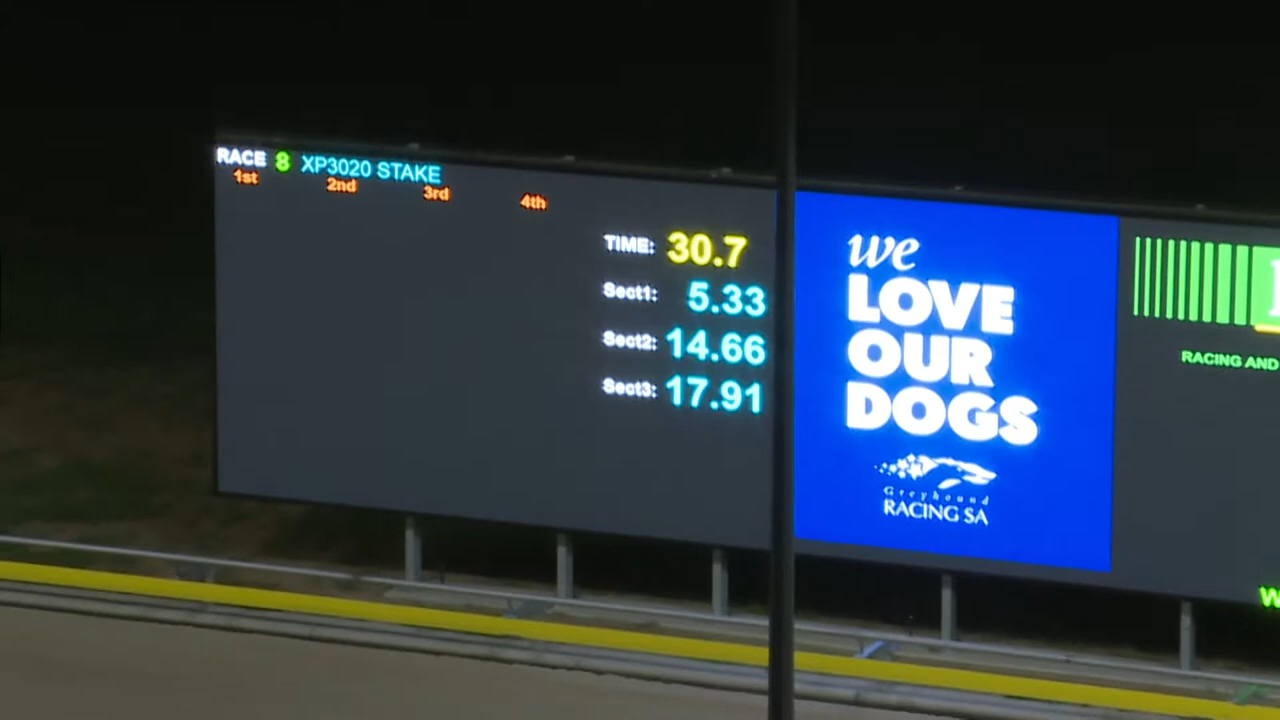 RACE 8 XP3020 STAKE
1st 2nd 3rd 4th
TIME: 30.7
Sect1: 5.33
Sect2: 14.66
Sect3: 17.91
we
LOVE
OUR
DOGS
Greyhound
RACING SA
RACING AND